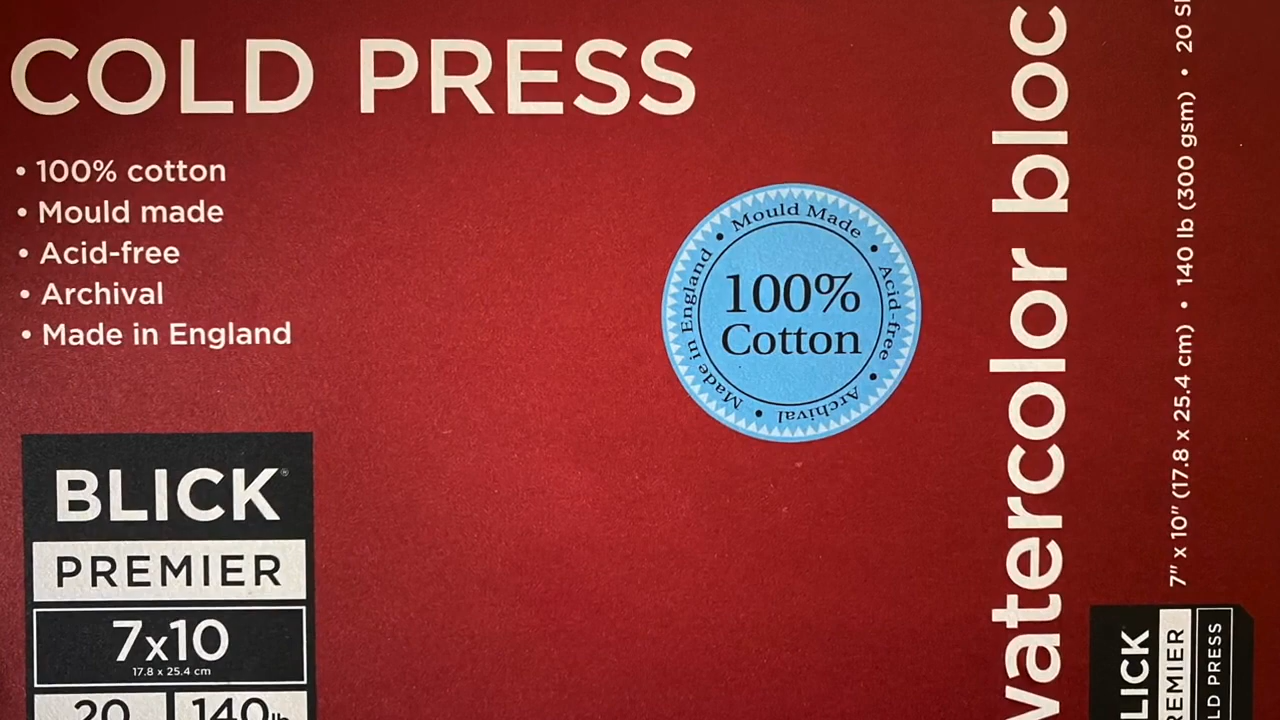 COLD PRESS
• 100% cotton
• Mould made
• Acid-free
• Archival
• Made in England
• Mould Made • Acid-free • Archival • Made in England
100%
Cotton
BLICK®
PREMIER
7x10
17.8 x 25.4 cm
20
140lb
watercolor bloc
7" x 10" (17.8 x 25.4 cm) • 140 lb (300 gsm) • 20
LICK
REMIER
LD PRESS